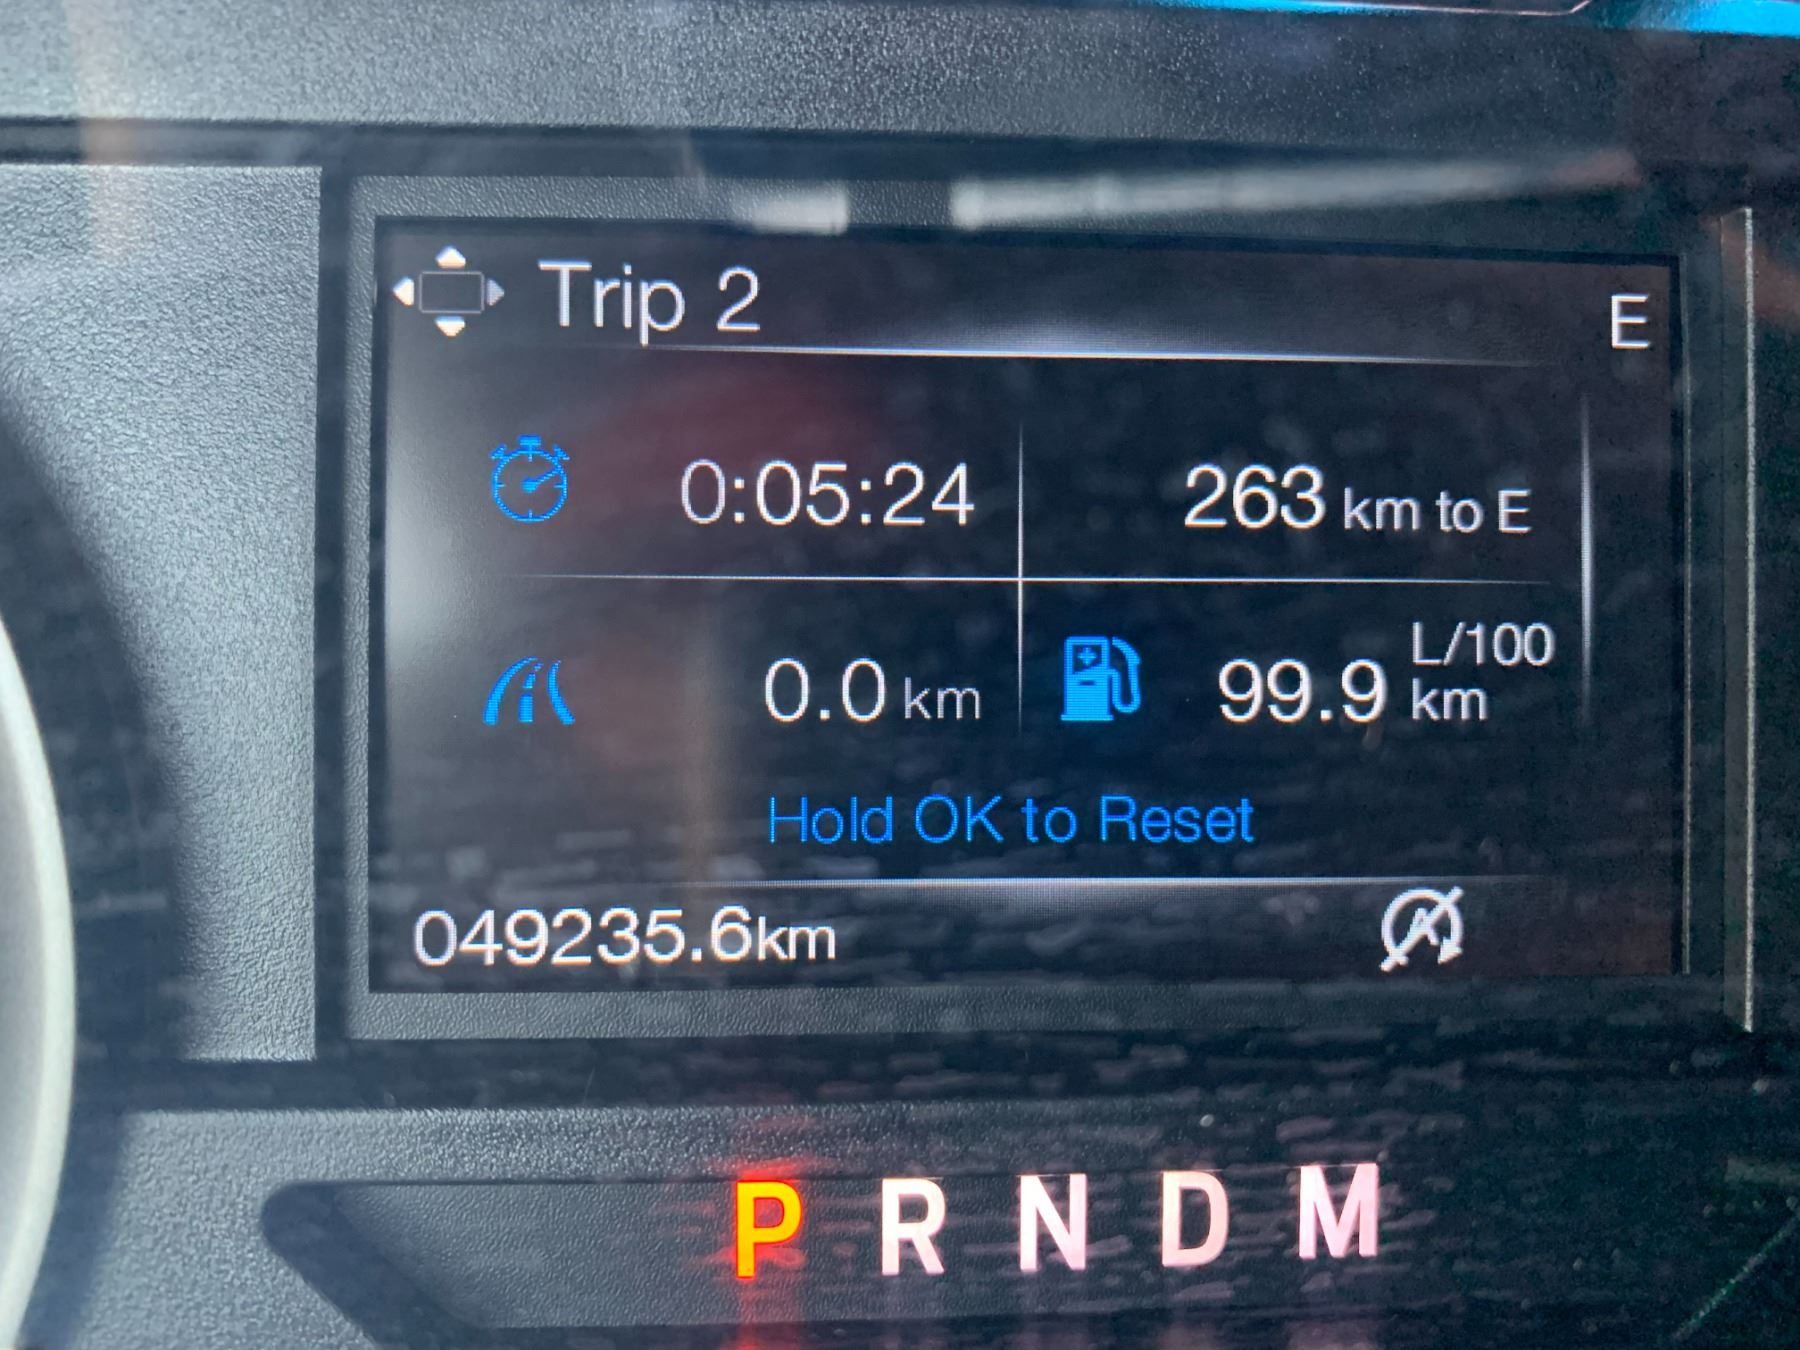 Trip 2
E
0:05:24
263 km to E
0.0 km
99.9 L/100 km
Hold OK to Reset
049235.6km
P R N D M